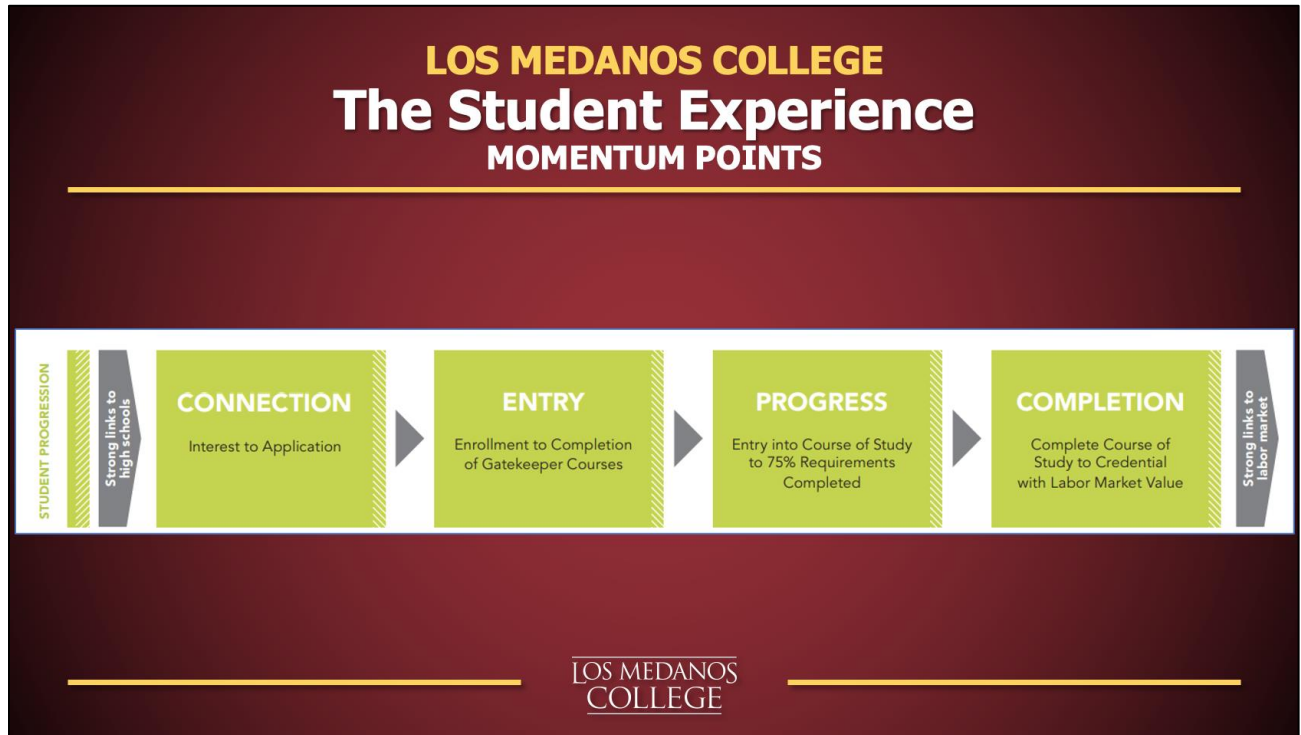 LOS MEDANOS COLLEGE
The Student Experience
MOMENTUM POINTS
STUDENT PROGRESSION
Strong links to
high schools
CONNECTION
Interest to Application
ENTRY
Enrollment to Completion
of Gatekeeper Courses
PROGRESS
Entry into Course of Study
to 75% Requirements
Completed
COMPLETION
Complete Course of
Study to Credential
with Labor Market Value
Strong links to
labor market
LOS MEDANOS
COLLEGE